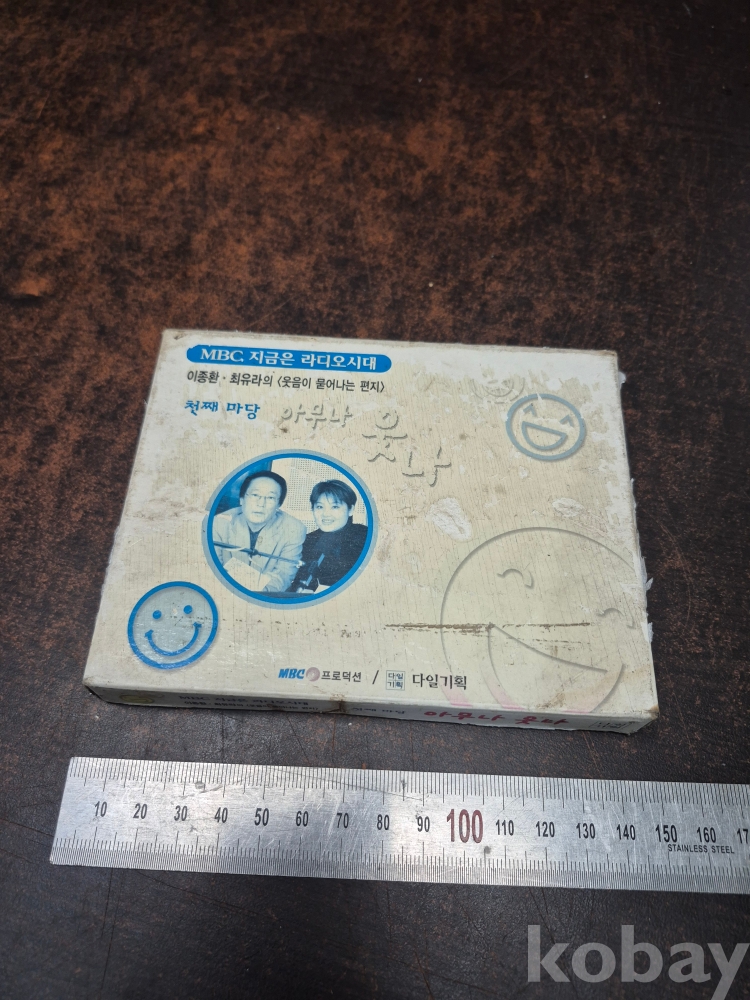 MBC 지금은 라디오시대
이종환 · 최유라의 〈웃음이 묻어나는 편지〉
첫째 마당
아무나 웃나
MBC 프로덕션 / 다일기획 다일기획
아무나 웃나
10 20 30 40 50 60 70 80 90 100 110 120 130 140 150 160 17
STAINLESS STEEL
kobay